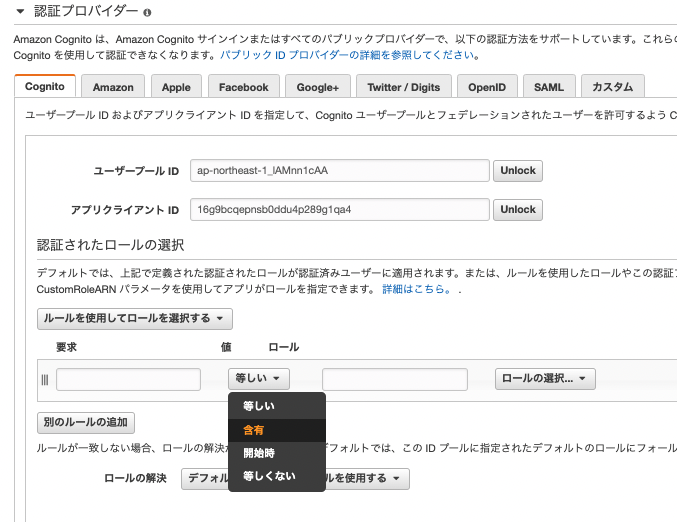 認証プロバイダー
Amazon Cognito は、Amazon Cognito サインインまたはすべてのパブリックプロバイダーで、以下の認証方法をサポートしています。これら
Cognito を使用して認証できなくなります。パブリック ID プロバイダーの詳細を参照してください。
Cognito Amazon Apple Facebook Google+ Twitter / Digits OpenID SAML カスタム
ユーザープール ID およびアプリクライアント ID を指定して、Cognito ユーザープールとフェデレーションされたユーザーを許可するよう C
ユーザープール ID ap-northeast-1_lAMnn1cAA Unlock
アプリクライアント ID 16g9bcqepnsb0ddu4p289g1qa4 Unlock
認証されたロールの選択
デフォルトでは、上記で定義された認証されたロールが認証済みユーザーに適用されます。または、ルールを使用したロールやこの認証
CustomRoleARN パラメータを使用してアプリがロールを指定できます。 詳細はこちら。 .
ルールを使用してロールを選択する
要求 値 ロール
等しい ロールの選択...
等しい
含有
開始時
等しくない
別のルールの追加
ルールが一致しない場合、ロールの解決 デフォルトでは、この ID プールに指定されたデフォルトのロールにフォール
ロールの解決 デフォル ルを使用する